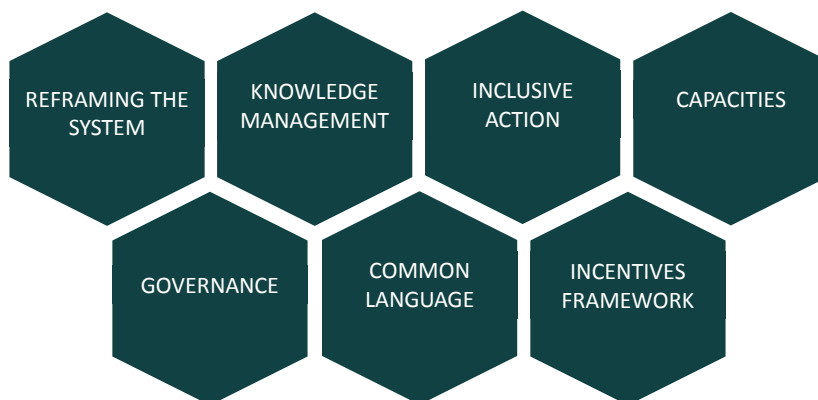 REFRAMING THE
SYSTEM
KNOWLEDGE
MANAGEMENT
INCLUSIVE
ACTION
CAPACITIES
GOVERNANCE
COMMON
LANGUAGE
INCENTIVES
FRAMEWORK